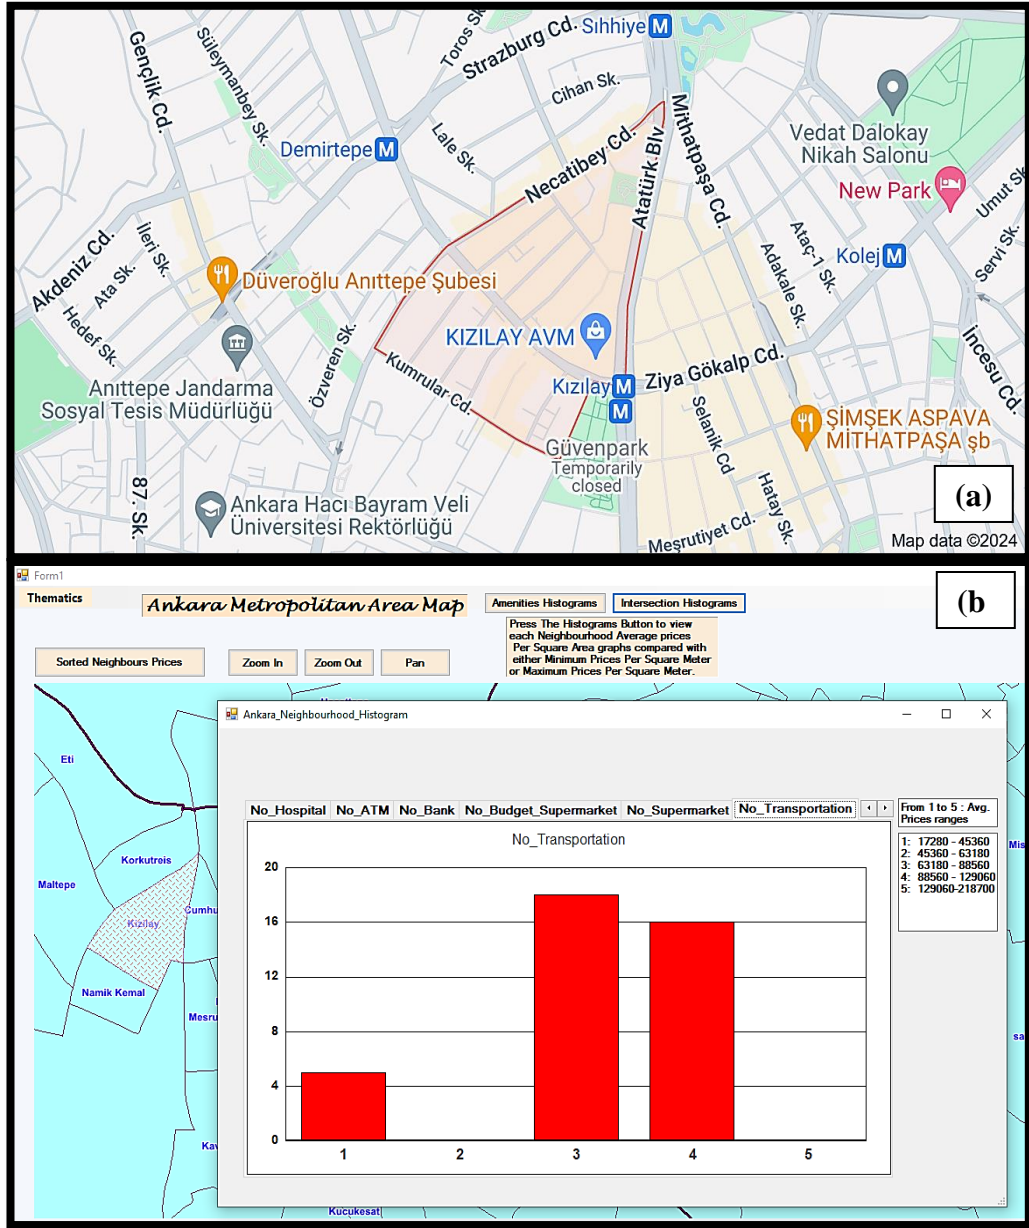 Gençlik Cd.
Süleymanbey Sk.
Toros Sk.
Strazburg Cd.
Sıhhiye M
Cihan Sk.
Lale Sk.
Demirtepe M
Necatibey Cd.
Atatürk Blv
Mithatpaşa Cd.
Vedat Dalokay
Nikah Salonu
New Park
Umut Sk
Servi Sk.
Kolej M
Ataç-1 Sk.
Adakale Sk.
Akdeniz Cd.
Ata Sk.
İleri Sk.
Hedef Sk.
Düveroğlu Anıttepe Şubesi
KIZILAY AVM
Anıttepe Jandarma
Sosyal Tesis Müdürlüğü
Özveren Sk.
Kumrular Cd.
Kızılay M
M
Ziya Gökalp Cd.
İncesu Cd.
Selanik Cd
ŞİMŞEK ASPAVA
MİTHATPAŞA şb
Güvenpark
Temporarily
closed
Hatay Sk.
Meşrutiyet Cd.
87. Sk.
Ankara Hacı Bayram Veli
Üniversitesi Rektörlüğü
(a)
Map data ©2024
Form1
Thematics
Ankara Metropolitan Area Map
Amenities Histograms
Intersection Histograms
(b
Press The Histograms Button to view
each Neighbourhood Average prices
Per Square Area graphs compared with
either Minimum Prices Per Square Meter
or Maximum Prices Per Square Meter.
Sorted Neighbours Prices
Zoom In
Zoom Out
Pan
Eti
Korkutreis
Maltepe
Kizilay
Cumhu
Namik Kemal
Mesru
Kav
Kucukesat
Mis
sa
Ankara_Neighbourhood_Histogram
No_Hospital No_ATM No_Bank No_Budget_Supermarket No_Supermarket No_Transportation
From 1 to 5 : Avg.
Prices ranges
1: 17280 - 45360
2: 45360 - 63180
3: 63180 - 88560
4: 88560 - 129060
5: 129060-218700
No_Transportation
20
16
12
8
4
0
1 2 3 4 5